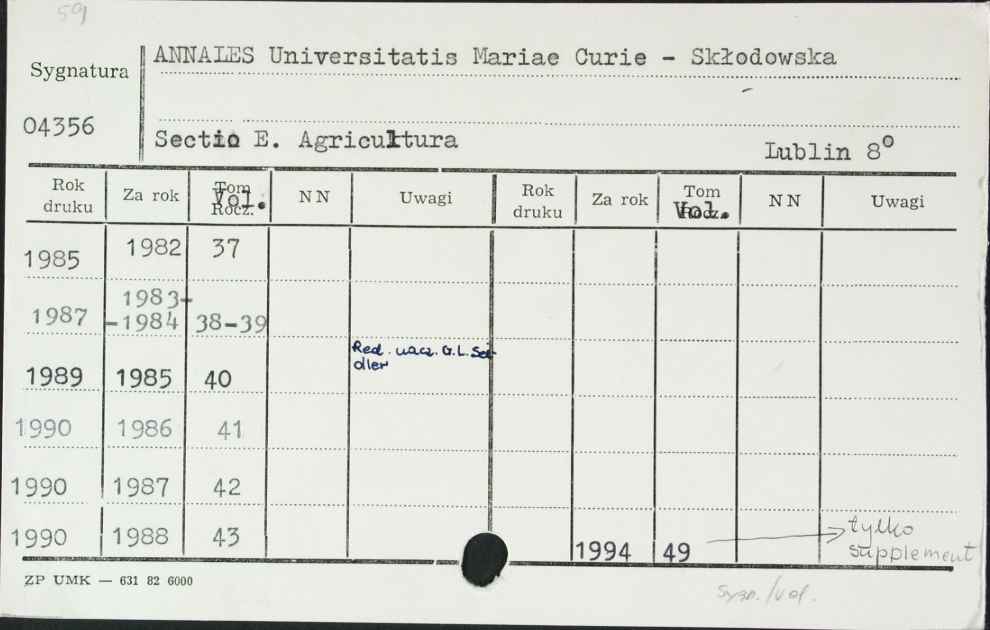 59
Sygnatura
04356
ANNALES Universitatis Mariae Curie - Skłodowska
Sectio E. Agricultura
Lublin 8°
Rok druku Za rok Tom Rocz. Vol. NN Uwagi Rok druku Za rok Tom Rocz. Vol. NN Uwagi
1985 1982 37
1987 1983- -1984 38-39
1989 1985 40 Red. nacz. G.L. Sei-
dler
1990 1986 41
1990 1987 42
1990 1988 43 1994 49 tylko
supplement
ZP UMK — 631 82 6000
sygn./vol.